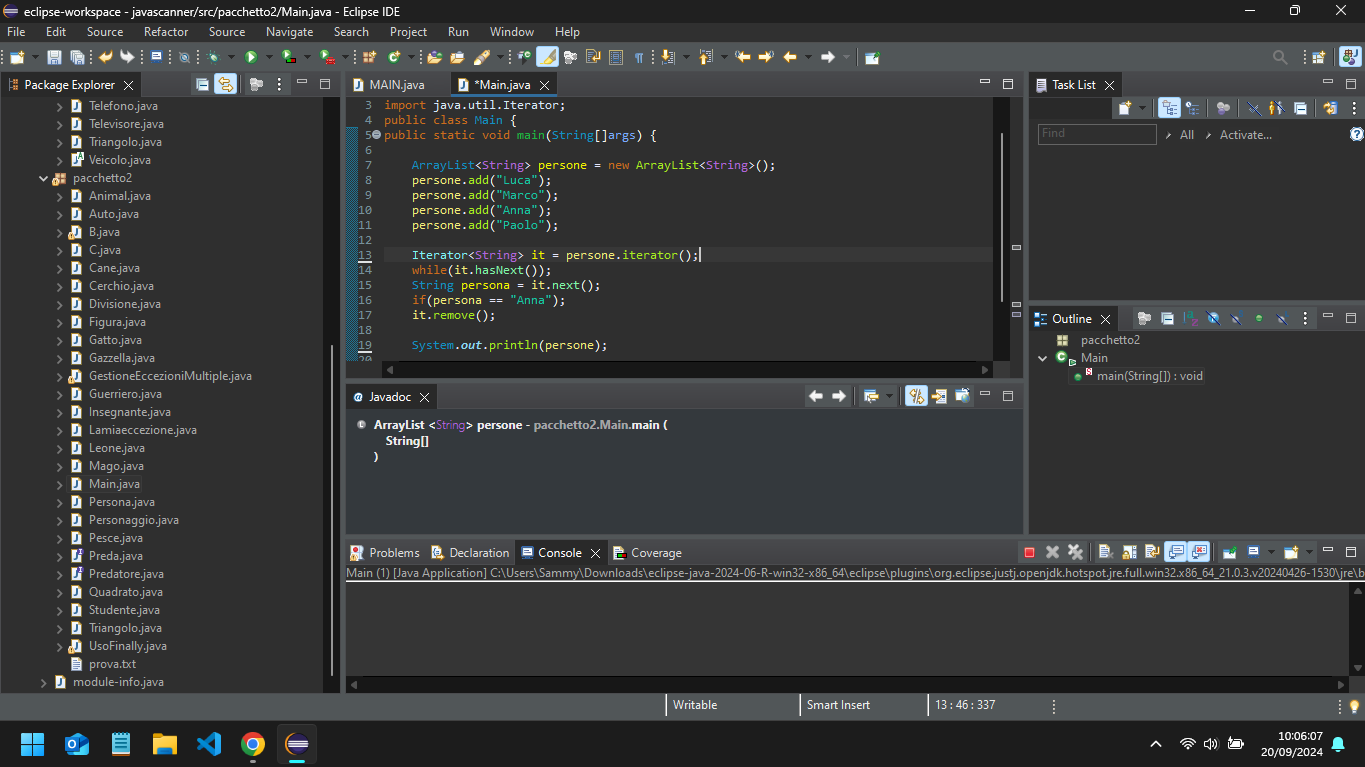 eclipse-workspace - javascanner/src/pacchetto2/Main.java - Eclipse IDE
File Edit Source Refactor Source Navigate Search Project Run Window Help
Package Explorer
Telefono.java
Televisore.java
Triangolo.java
Veicolo.java
pacchetto2
Animal.java
Auto.java
B.java
C.java
Cane.java
Cerchio.java
Divisione.java
Figura.java
Gatto.java
Gazzella.java
GestioneEccezioniMultiple.java
Guerriero.java
Insegnante.java
Lamiaeccezione.java
Leone.java
Mago.java
Main.java
Persona.java
Personaggio.java
Pesce.java
Preda.java
Predatore.java
Quadrato.java
Studente.java
Triangolo.java
UsoFinally.java
prova.txt
module-info.java
MAIN.java *Main.java
3 import java.util.Iterator;
4 public class Main {
5 public static void main(String[]args) {
6
7 ArrayList<String> persone = new ArrayList<String>();
8 persone.add("Luca");
9 persone.add("Marco");
10 persone.add("Anna");
11 persone.add("Paolo");
12
13 Iterator<String> it = persone.iterator();
14 while(it.hasNext());
15 String persona = it.next();
16 if(persona == "Anna");
17 it.remove();
18
19 System.out.println(persone);
20
Javadoc
ArrayList <String> persone - pacchetto2.Main.main (
String[]
)
Task List
Find All Activate...
Outline
pacchetto2
Main
main(String[]) : void
Problems Declaration Console Coverage
Main (1) [Java Application] C:\Users\Sammy\Downloads\eclipse-java-2024-06-R-win32-x86_64\eclipse\plugins\org.eclipse.justj.openjdk.hotspot.jre.full.win32.x86_64_21.0.3.v20240426-1530\jre\b
Writable Smart Insert 13 : 46 : 337
10:06:07
20/09/2024